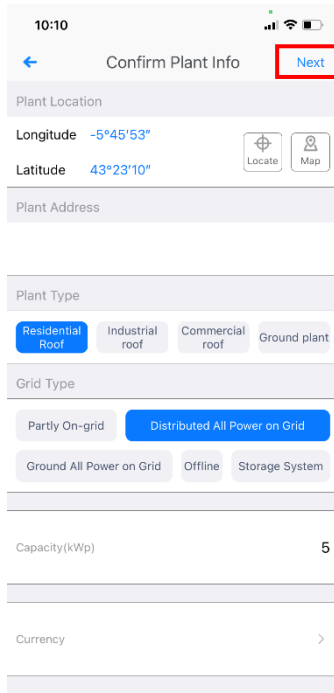 10:10
Confirm Plant Info Next
Plant Location
Longitude -5°45'53"
Locate Map
Latitude 43°23'10"
Plant Address
Plant Type
Residential Roof Industrial roof Commercial roof Ground plant
Grid Type
Partly On-grid Distributed All Power on Grid
Ground All Power on Grid Offline Storage System
Capacity(kWp) 5
Currency